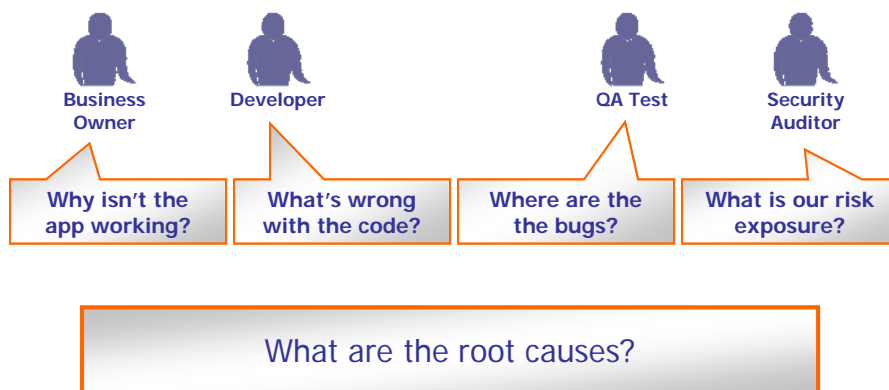 Business
Owner
Developer
QA Test
Security
Auditor
Why isn't the
app working?
What's wrong
with the code?
Where are the
the bugs?
What is our risk
exposure?
What are the root causes?